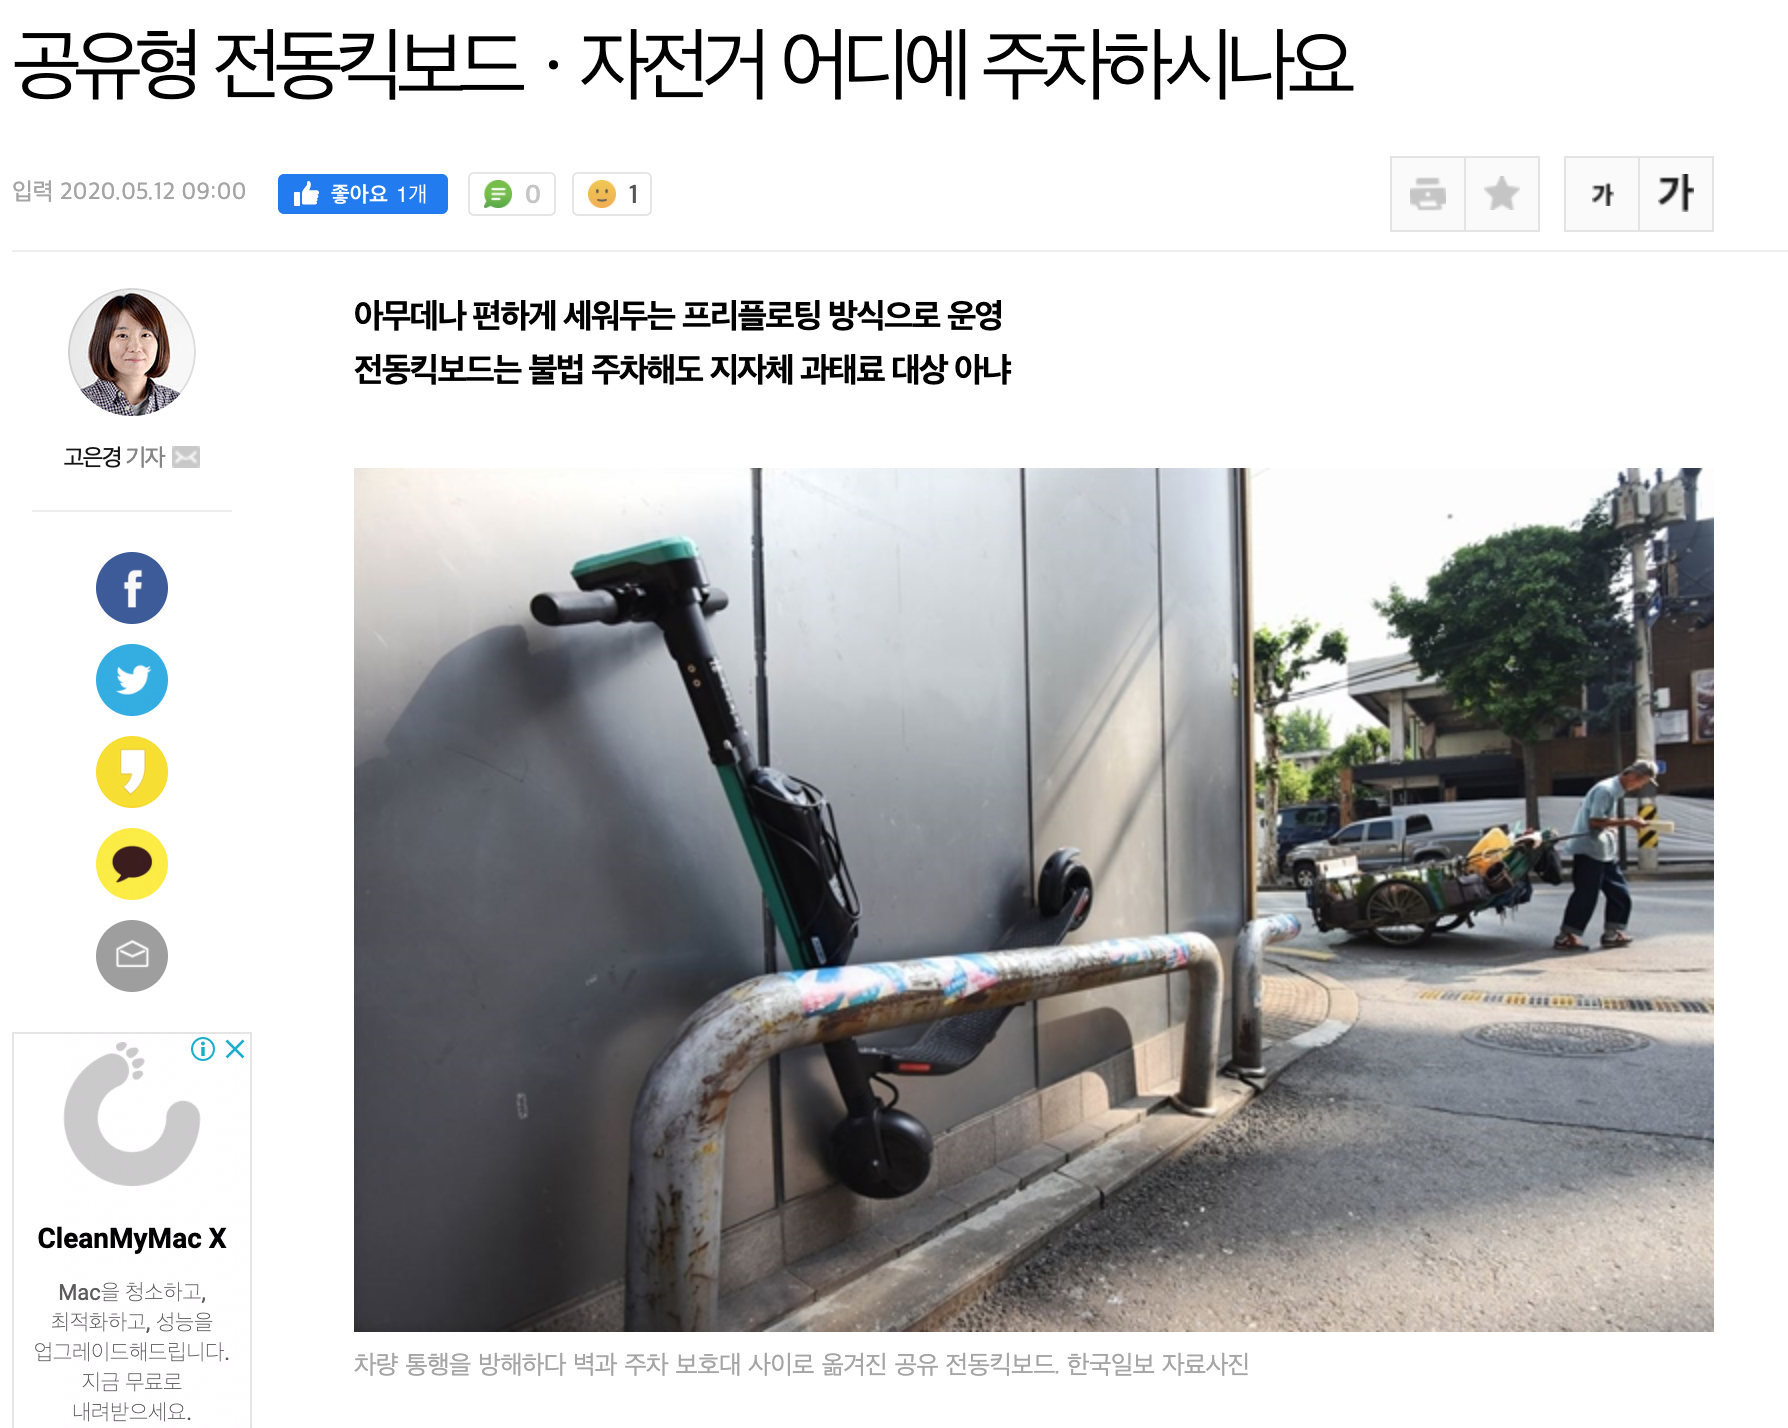 공유형 전동킥보드ㆍ자전거 어디에 주차하시나요
입력 2020.05.12 09:00
좋아요 1개
0
1
가
가
고은경 기자
아무데나 편하게 세워두는 프리플로팅 방식으로 운영
전동킥보드는 불법 주차해도 지자체 과태료 대상 아냐
차량 통행을 방해하다 벽과 주차 보호대 사이로 옮겨진 공유 전동킥보드. 한국일보 자료사진
CleanMyMac X
Mac을 청소하고,
최적화하고, 성능을
업그레이드해드립니다.
지금 무료로
내려받으세요.